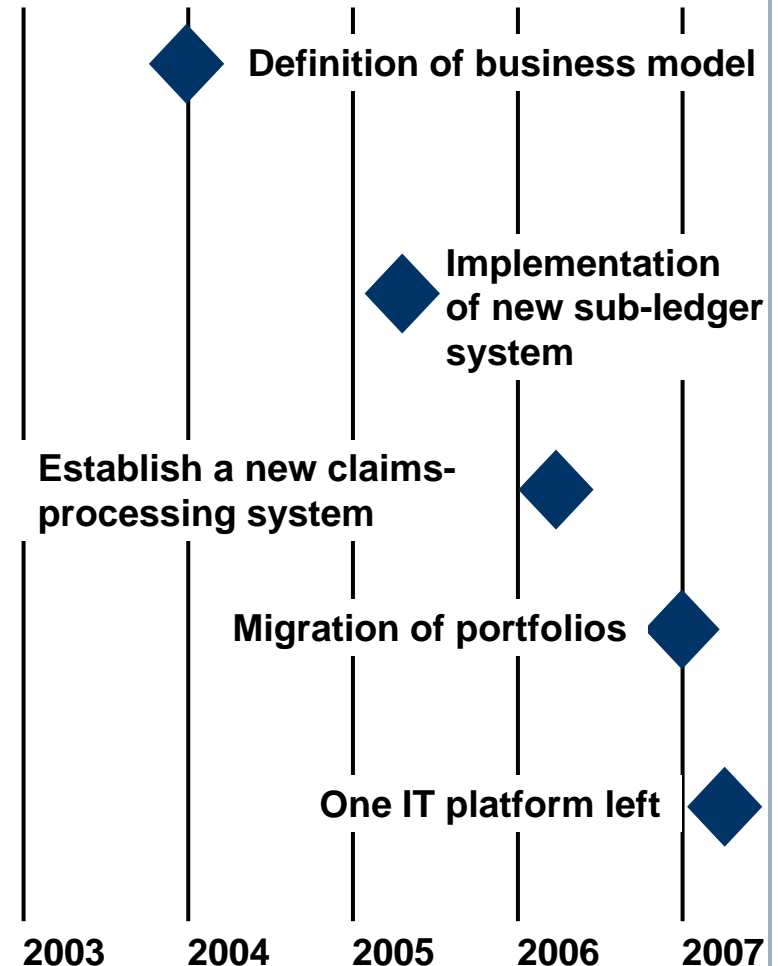 Definition of business model
Implementation
of new sub-ledger
system
Establish a new claims-
processing system
Migration of portfolios
One IT platform left
2003 2004 2005 2006 2007